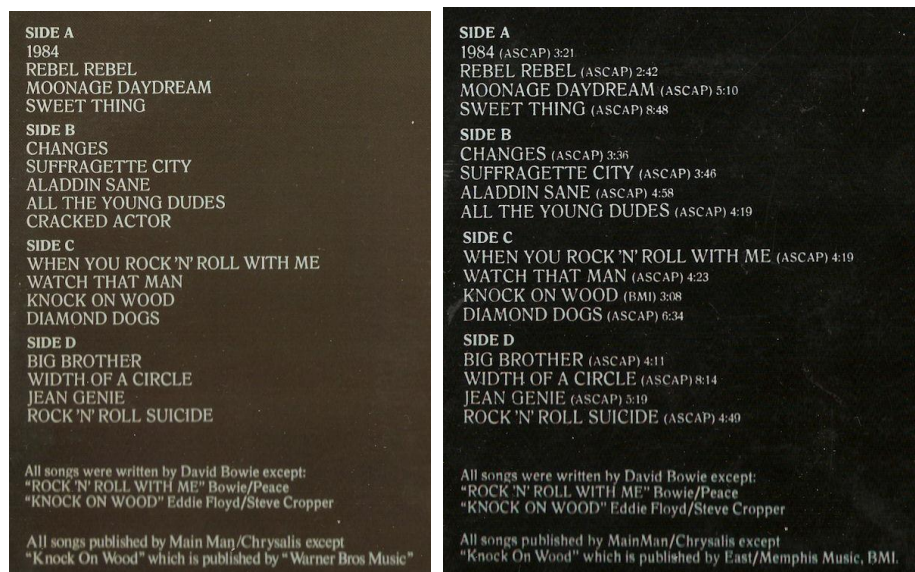 SIDE A
1984
REBEL REBEL
MOONAGE DAYDREAM
SWEET THING
SIDE B
CHANGES
SUFFRAGETTE CITY
ALADDIN SANE
ALL THE YOUNG DUDES
CRACKED ACTOR
SIDE C
WHEN YOU ROCK 'N' ROLL WITH ME
WATCH THAT MAN
KNOCK ON WOOD
DIAMOND DOGS
SIDE D
BIG BROTHER
WIDTH OF A CIRCLE
JEAN GENIE
ROCK 'N' ROLL SUICIDE
All songs were written by David Bowie except:
"ROCK 'N' ROLL WITH ME" Bowie/Peace
"KNOCK ON WOOD" Eddie Floyd/Steve Cropper
All songs published by Main Man/Chrysalis except
"Knock On Wood" which is published by "Warner Bros Music"
SIDE A
1984 (ASCAP) 3:21
REBEL REBEL (ASCAP) 2:42
MOONAGE DAYDREAM (ASCAP) 5:10
SWEET THING (ASCAP) 8:48
SIDE B
CHANGES (ASCAP) 3:36
SUFFRAGETTE CITY (ASCAP) 3:46
ALADDIN SANE (ASCAP) 4:58
ALL THE YOUNG DUDES (ASCAP) 4:19
SIDE C
WHEN YOU ROCK 'N' ROLL WITH ME (ASCAP) 4:19
WATCH THAT MAN (ASCAP) 4:23
KNOCK ON WOOD (BMI) 3:08
DIAMOND DOGS (ASCAP) 6:34
SIDE D
BIG BROTHER (ASCAP) 4:11
WIDTH OF A CIRCLE (ASCAP) 8:14
JEAN GENIE (ASCAP) 5:19
ROCK 'N' ROLL SUICIDE (ASCAP) 4:49
All songs were written by David Bowie except:
"ROCK 'N' ROLL WITH ME" Bowie/Peace
"KNOCK ON WOOD" Eddie Floyd/Steve Cropper
All songs published by MainMan/Chrysalis except
"Knock On Wood" which is published by East/Memphis Music, BMI.